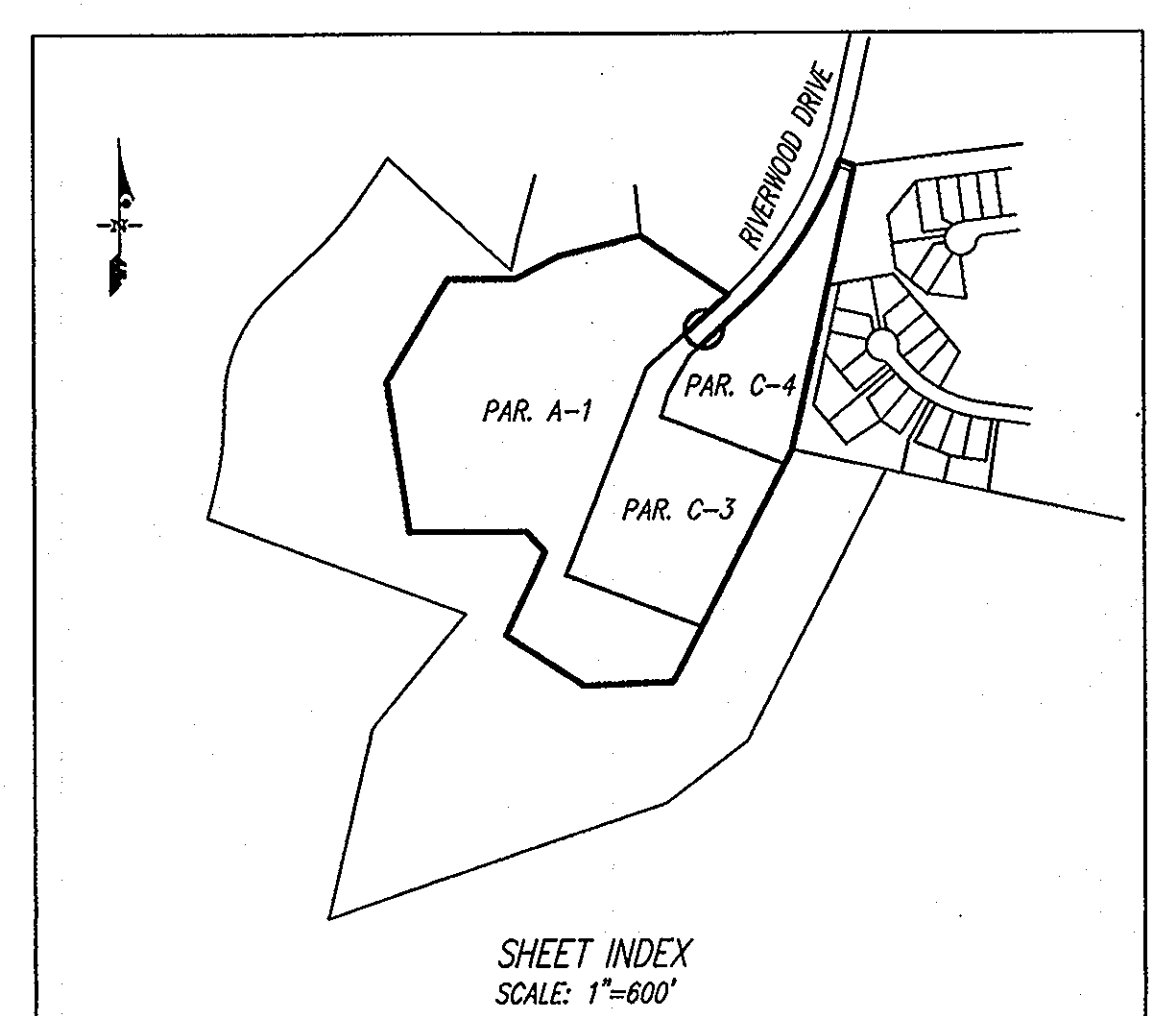 RIVERWOOD DRIVE
PAR. C-4
PAR. A-1
PAR. C-3
SHEET INDEX
SCALE: 1"=600'